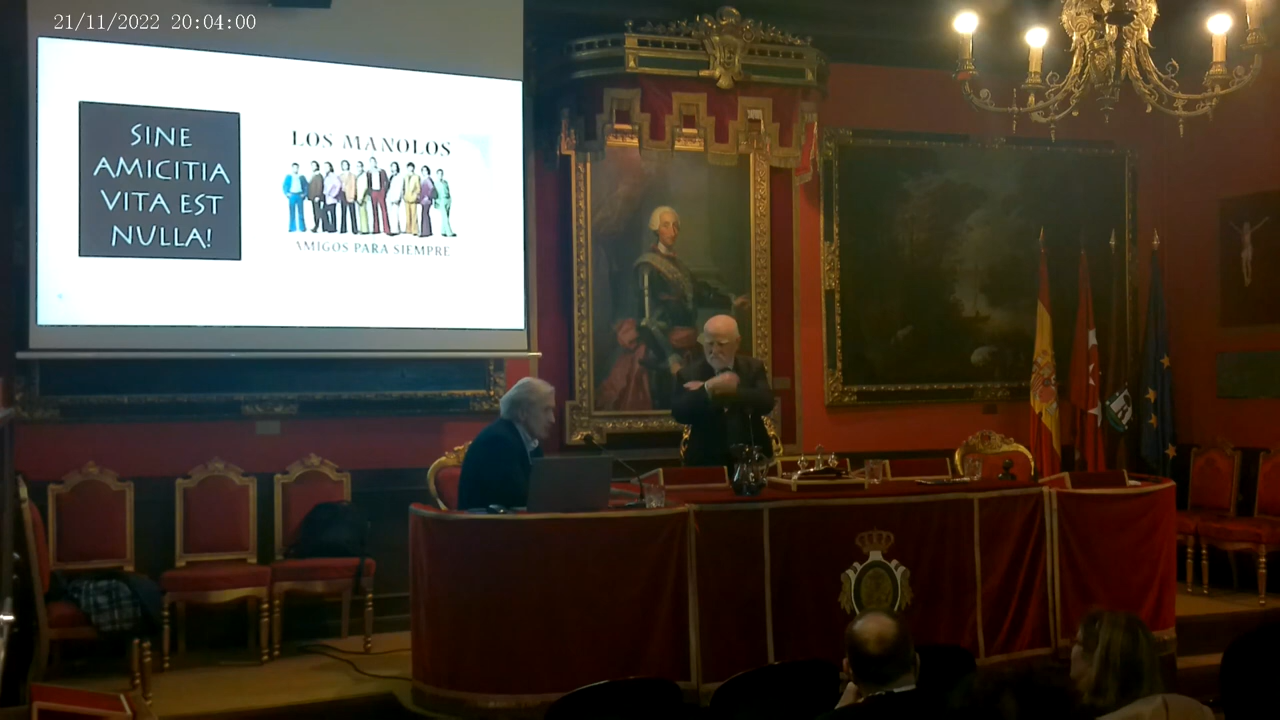 21/11/2022 20:04:00
SINE
AMICITIA
VITA EST
NULLA!
LOS MANOLOS
AMIGOS PARA SIEMPRE